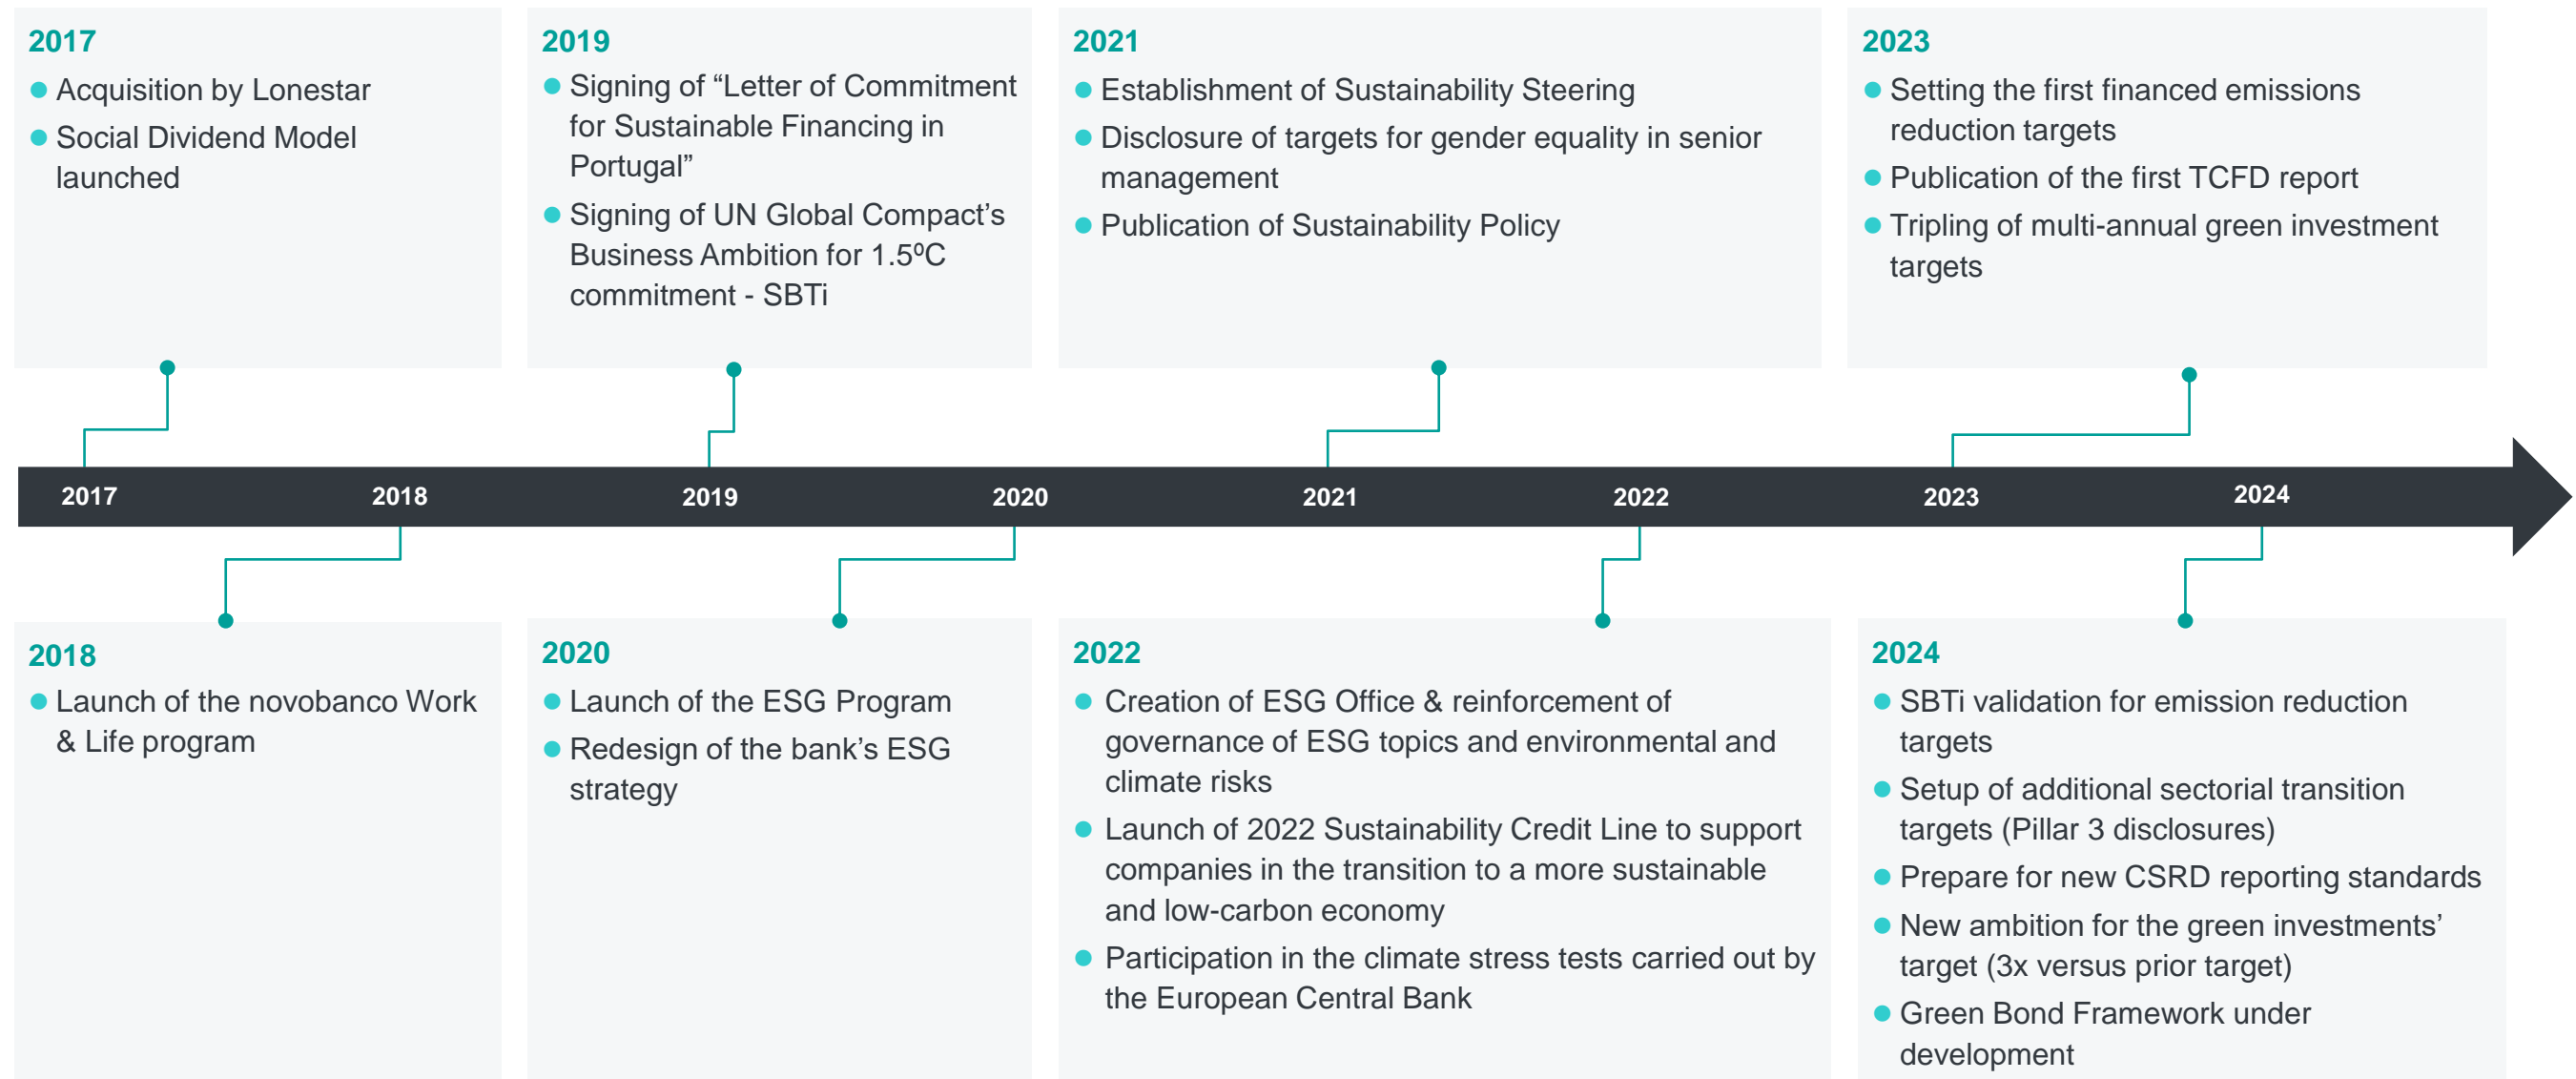 2017
Acquisition by Lonestar
Social Dividend Model
launched
2019
Signing of “Letter of Commitment
for Sustainable Financing in
Portugal”
Signing of UN Global Compact’s
Business Ambition for 1.5ºC
commitment - SBTi
2021
Establishment of Sustainability Steering
Disclosure of targets for gender equality in senior
management
Publication of Sustainability Policy
2023
Setting the first financed emissions
reduction targets
Publication of the first TCFD report
Tripling of multi-annual green investment
targets
2017 2018 2019 2020 2021 2022 2023 2024
2018
Launch of the novobanco Work
& Life program
2020
Launch of the ESG Program
Redesign of the bank’s ESG
strategy
2022
Creation of ESG Office & reinforcement of
governance of ESG topics and environmental and
climate risks
Launch of 2022 Sustainability Credit Line to support
companies in the transition to a more sustainable
and low-carbon economy
Participation in the climate stress tests carried out by
the European Central Bank
2024
SBTi validation for emission reduction
targets
Setup of additional sectorial transition
targets (Pillar 3 disclosures)
Prepare for new CSRD reporting standards
New ambition for the green investments’
target (3x versus prior target)
Green Bond Framework under
development